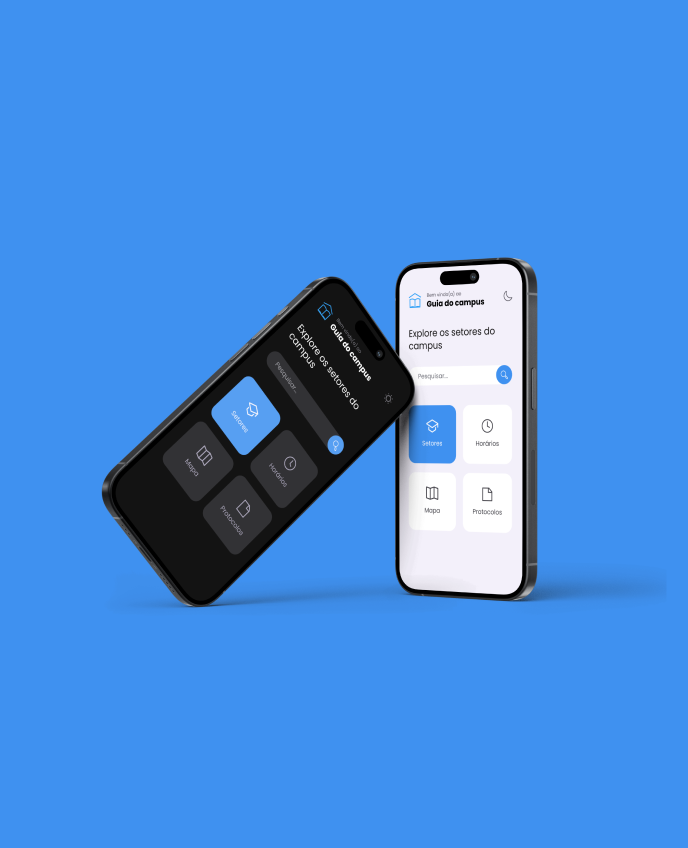 Bem vindo(a) ao
Guia do campus
Explore os setores do
campus
Pesquisar...
Setores
Horários
Mapa
Protocolos
Bem vindo(a) ao
Guia do campus
Explore os setores do
campus
Pesquisar...
Setores
Horários
Mapa
Protocolos